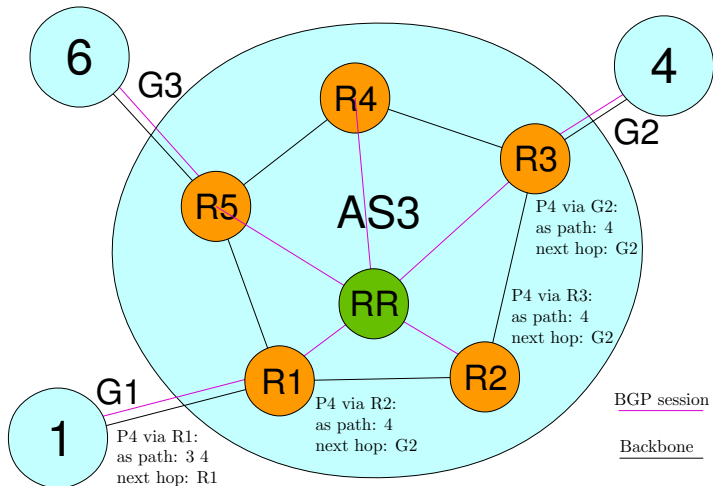 6
4
G3
G2
R4
R3
R5
AS3
P4 via G2:
as path: 4
next hop: G2
RR
P4 via R3:
as path: 4
next hop: G2
R1
R2
G1
P4 via R2:
as path: 4
next hop: G2
1
P4 via R1:
as path: 3 4
next hop: R1
BGP session
Backbone